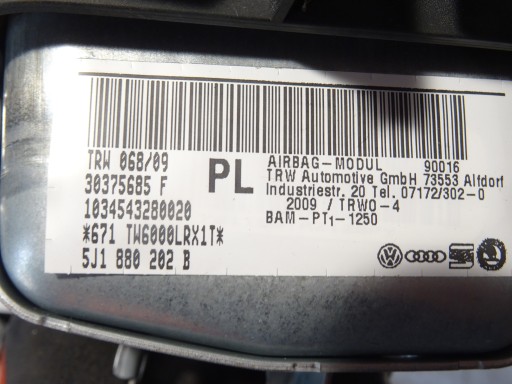 TRW 068/09
30375685 F
1034543280020
*671 TW6000LRX1T*
5J1 880 202 B
PL
AIRBAG-MODUL 90016
TRW Automotive GmbH 73553 Alfdorf
Industriestr. 20 Tel. 07172/302-0
2009 / TRWO-4
BAM-PT1-1250